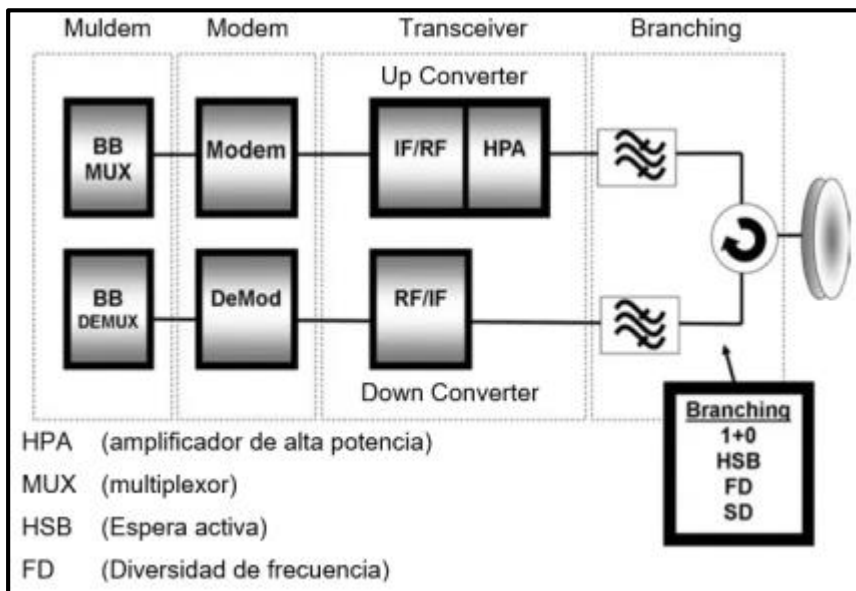 Muldem Modem Transceiver Branching
Up Converter
BB
MUX
Modem
IF/RF
HPA
BB
DEMUX
DeMod
RF/IF
Down Converter
Branching
1+0
HSB
FD
SD
HPA (amplificador de alta potencia)
MUX (multiplexor)
HSB (Espera activa)
FD (Diversidad de frecuencia)